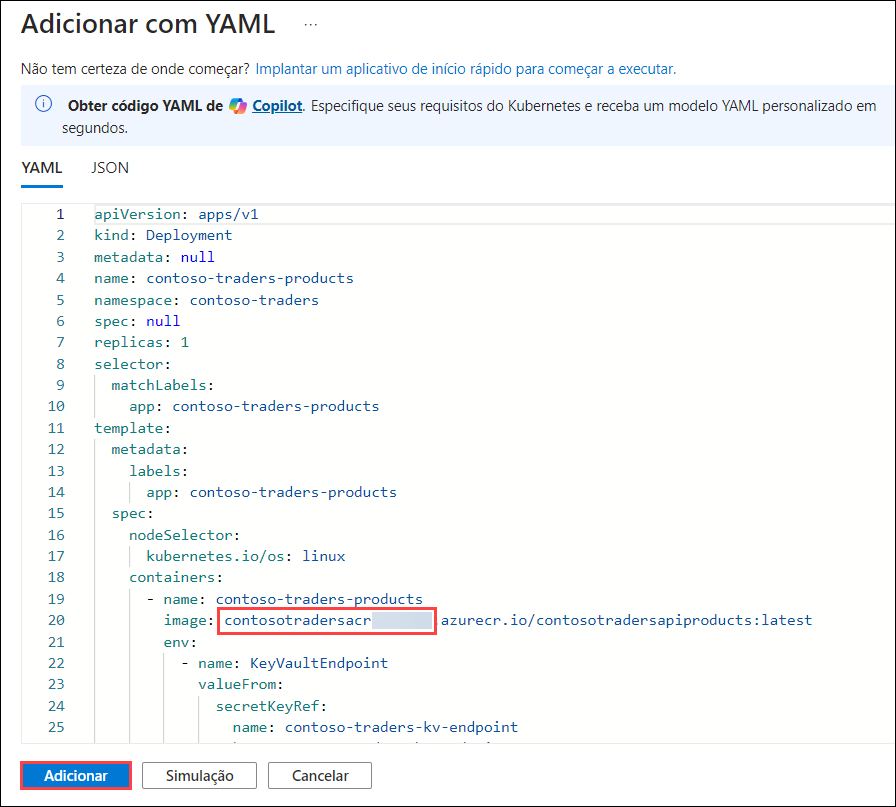 Adicionar com YAML ...
Não tem certeza de onde começar? Implantar um aplicativo de início rápido para começar a executar.
Obter código YAML de Copilot. Especifique seus requisitos do Kubernetes e receba um modelo YAML personalizado em
segundos.
YAML JSON
1 apiVersion: apps/v1
2 kind: Deployment
3 metadata: null
4 name: contoso-traders-products
5 namespace: contoso-traders
6 spec: null
7 replicas: 1
8 selector:
9 matchLabels:
10 app: contoso-traders-products
11 template:
12 metadata:
13 labels:
14 app: contoso-traders-products
15 spec:
16 nodeSelector:
17 kubernetes.io/os: linux
18 containers:
19 - name: contoso-traders-products
20 image: contosotradersacr .azurecr.io/contosotradersapiproducts:latest
21 env:
22 - name: KeyVaultEndpoint
23 valueFrom:
24 secretKeyRef:
25 name: contoso-traders-kv-endpoint
Adicionar Simulação Cancelar